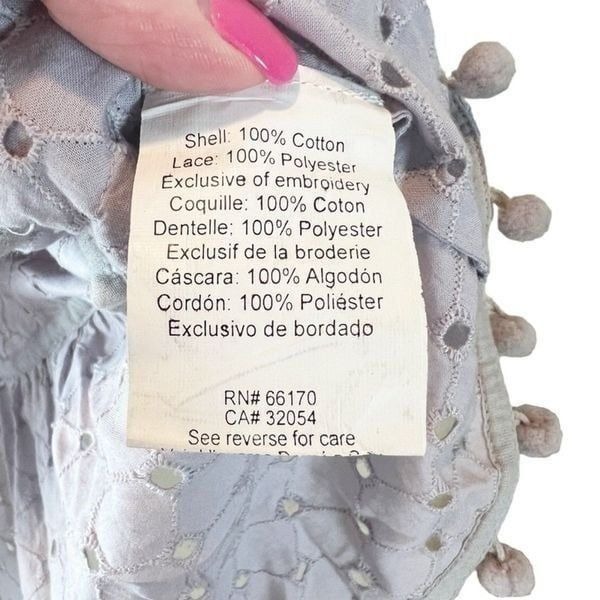 Shell: 100% Cotton
Lace: 100% Polyester
Exclusive of embroidery
Coquille: 100% Coton
Dentelle: 100% Polyester
Exclusif de la broderie
Cáscara: 100% Algodón
Cordón: 100% Poliéster
Exclusivo de bordado
RN# 66170
CA# 32054
See reverse for care